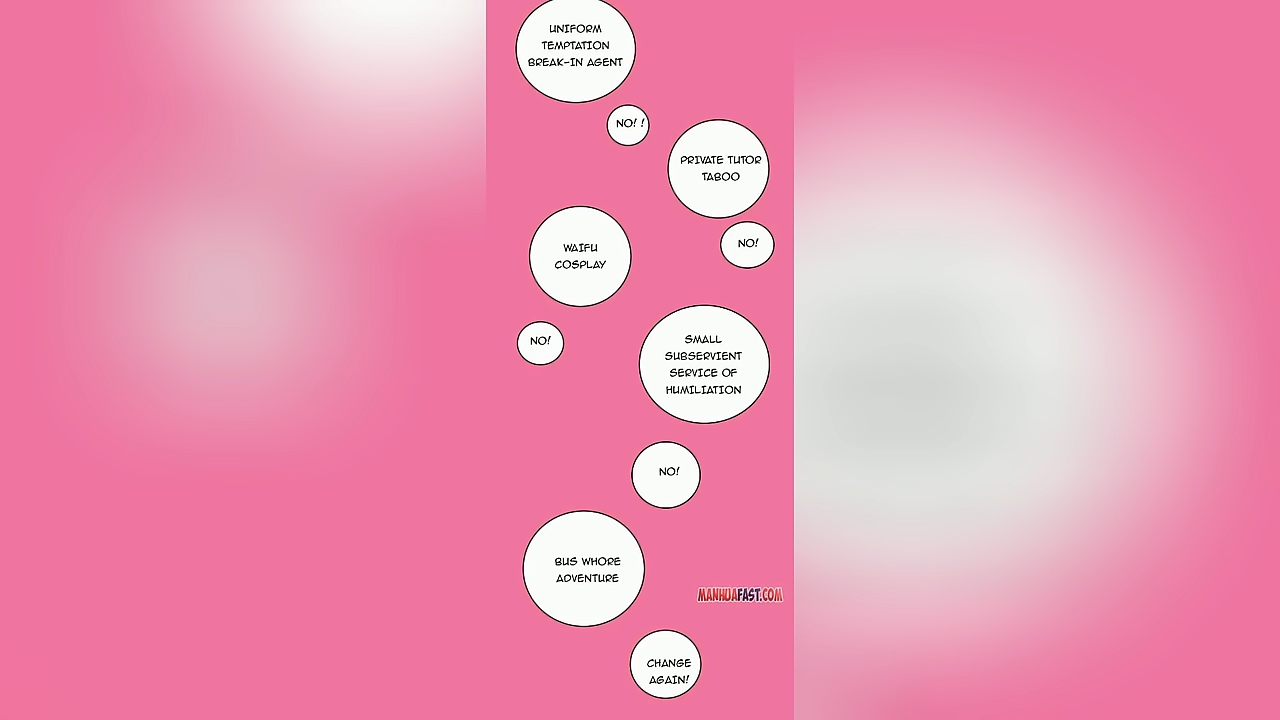 UNIFORM
TEMPTATION
BREAK-IN AGENT
NO! !
PRIVATE TUTOR
TABOO
NO!
WAIFU
COSPLAY
NO!
SMALL
SUBSERVIENT
SERVICE OF
HUMILIATION
NO!
BUS WHORE
ADVENTURE
MANHUAFAST.COM
CHANGE
AGAIN!